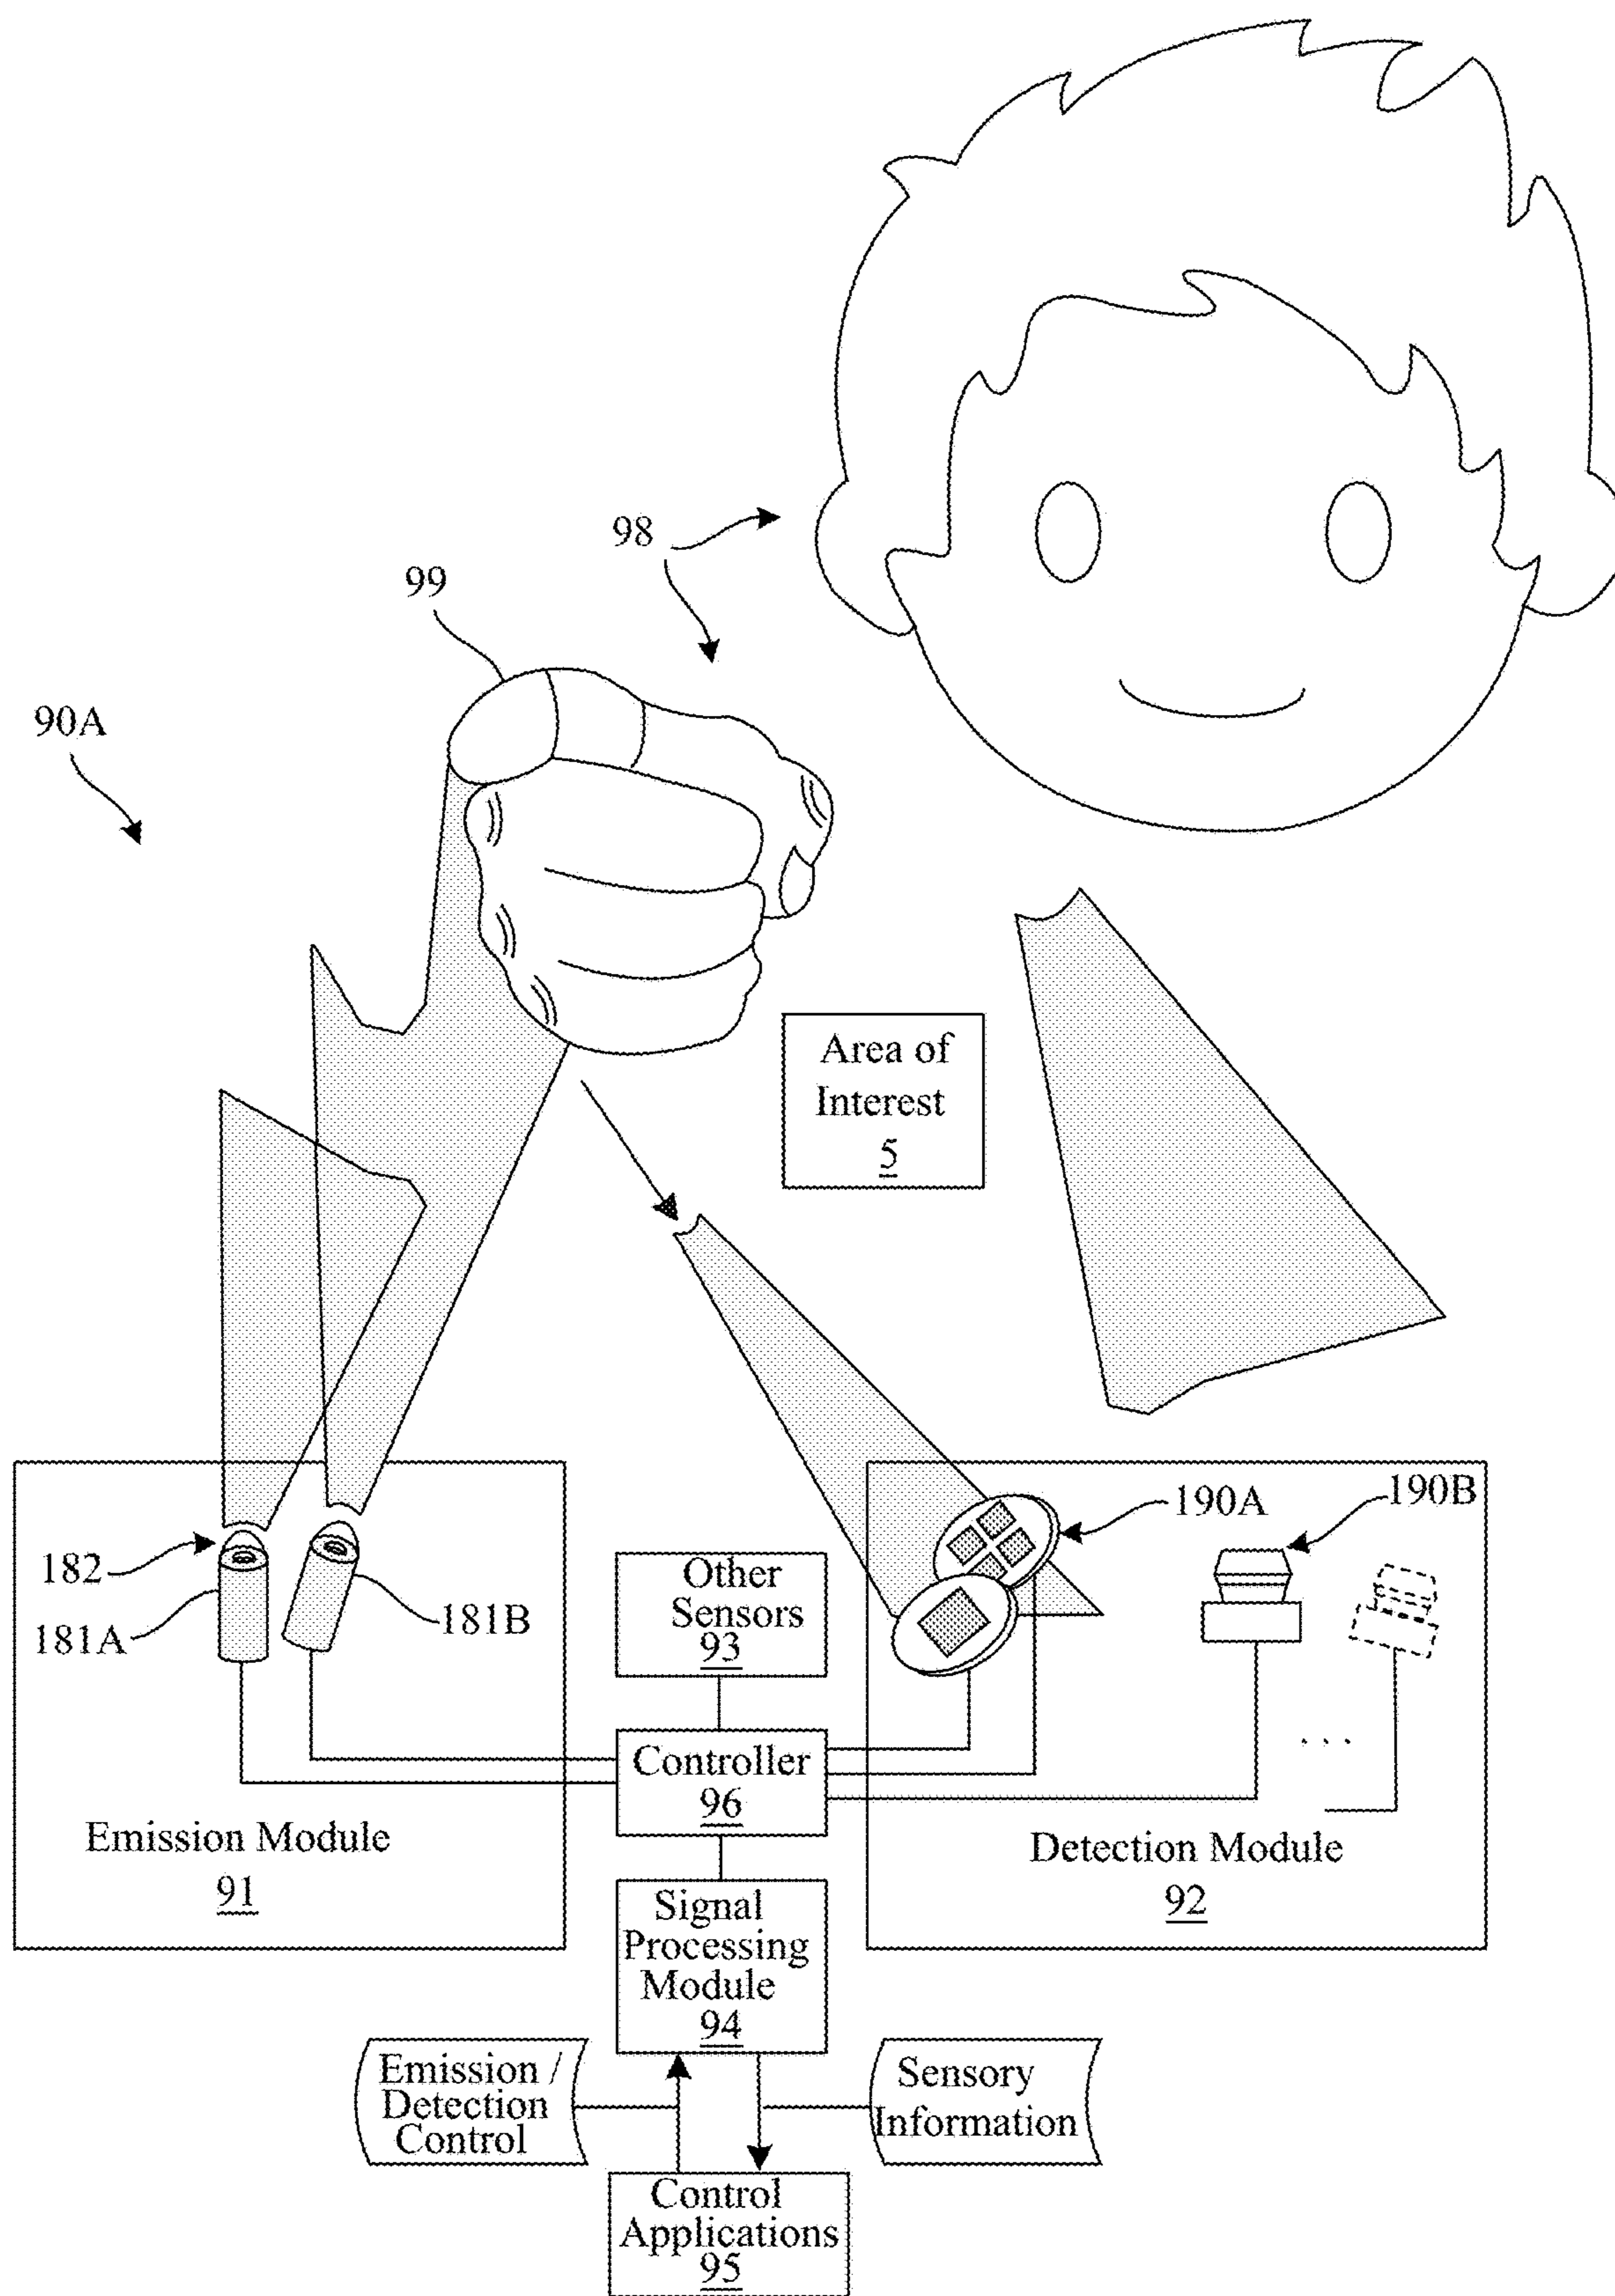 98
99
90A
Area of
Interest
5
190A
190B
182
181A
181B
Other
Sensors
93
Controller
96
Emission Module
91
Detection Module
92
Signal
Processing
Module
94
Emission /
Detection
Control
Sensory
Information
Control
Applications
95